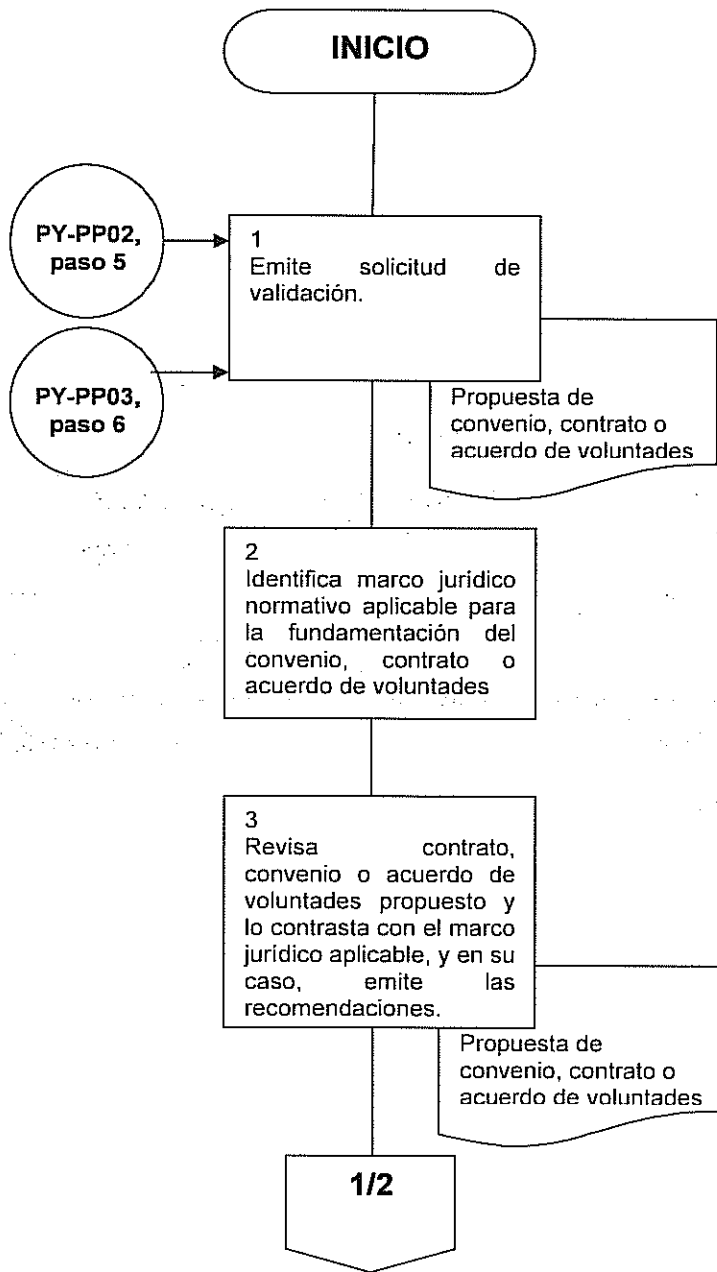 INICIO
PY-PP02,
paso 5
1
Emite solicitud de
validación.
PY-PP03,
paso 6
Propuesta de
convenio, contrato o
acuerdo de voluntades
2
Identifica marco jurídico
normativo aplicable para
la fundamentación del
convenio, contrato o
acuerdo de voluntades
3
Revisa contrato,
convenio o acuerdo de
voluntades propuesto y
lo contrasta con el marco
jurídico aplicable, y en su
caso, emite las
recomendaciones.
Propuesta de
convenio, contrato o
acuerdo de voluntades
1/2